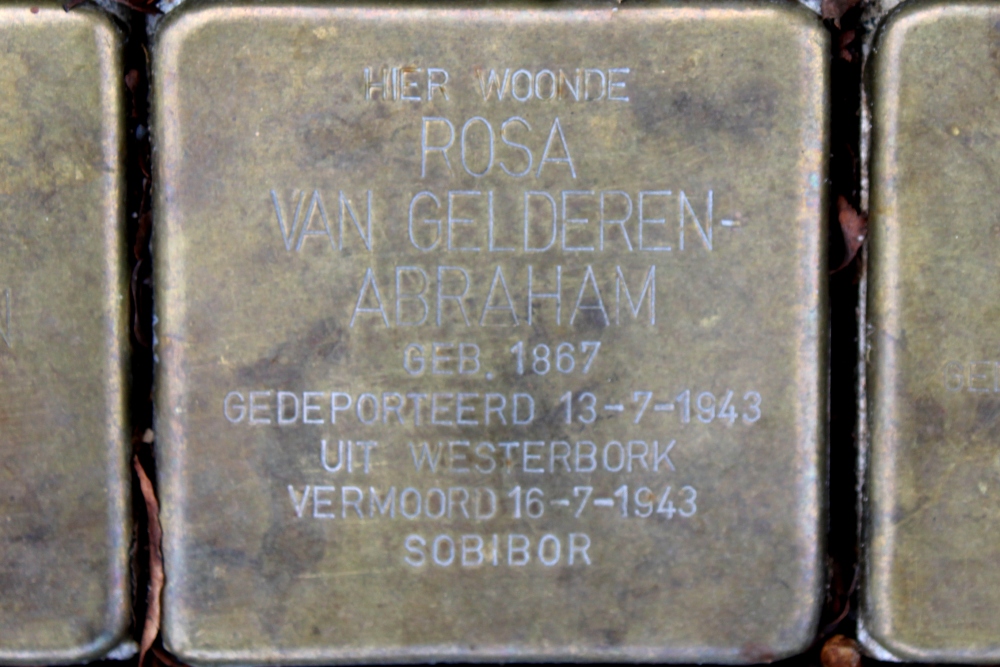 HIER WOONDE
ROSA
VAN GELDEREN-
ABRAHAM
GEB. 1867
GEDEPORTEERD 13-7-1943
UIT WESTERBORK
VERMOORD 16-7-1943
SOBIBOR